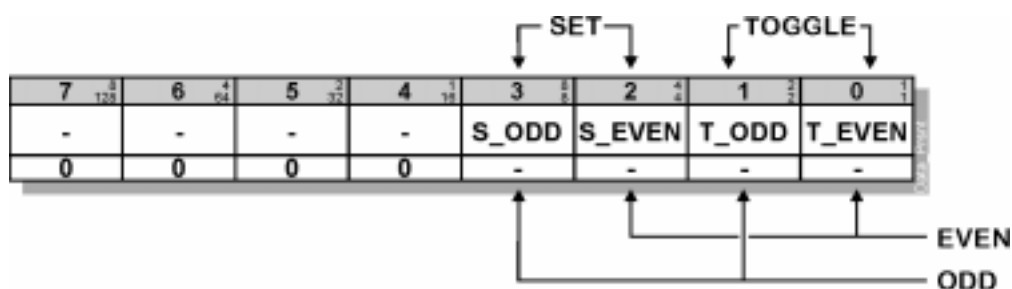 SET TOGGLE
7 8 128 6 4 64 5 2 32 4 1 16 3 8 8 2 4 4 1 2 2 0 1 1
- - - - S_ODD S_EVEN T_ODD T_EVEN
0 0 0 0 - - - -
EVEN
ODD